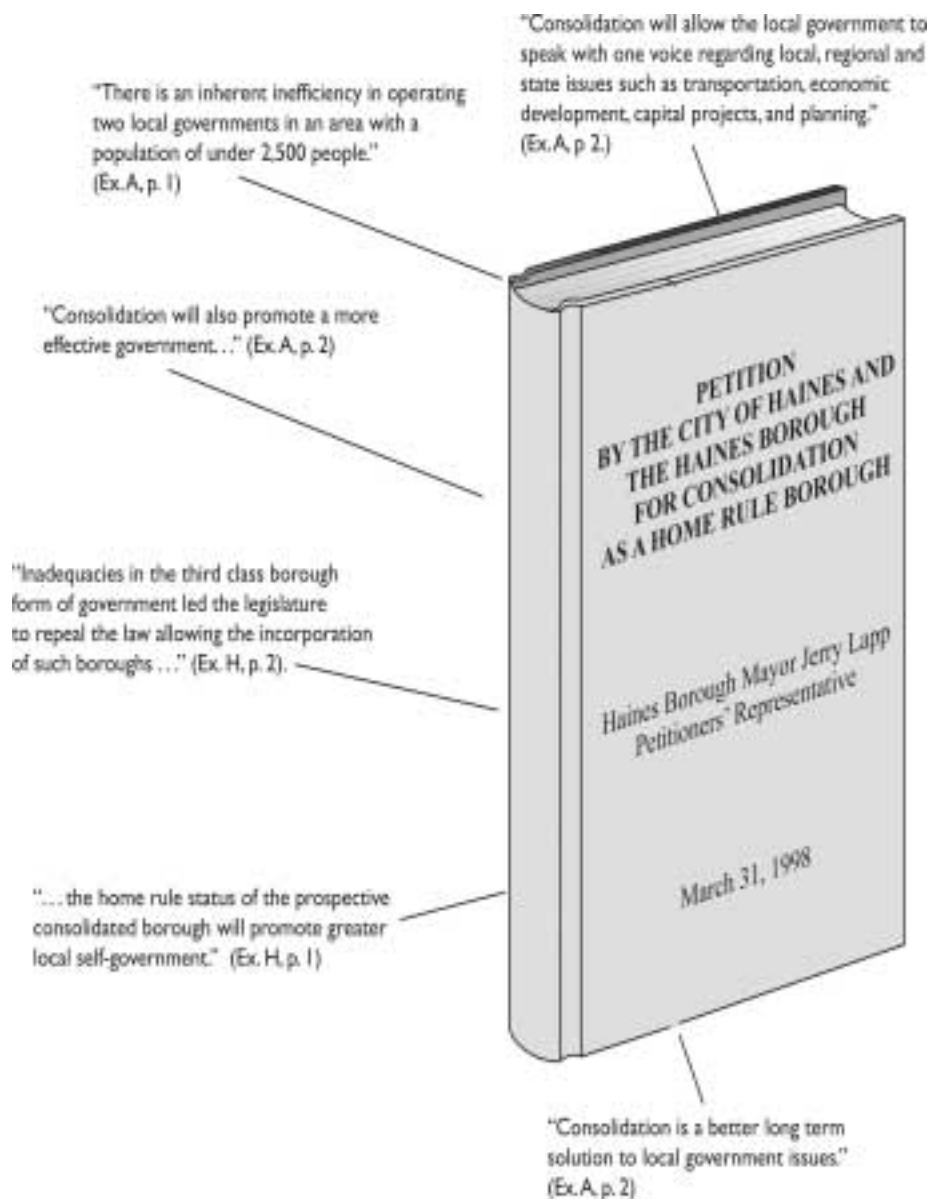 "Consolidation will allow the local government to
speak with one voice regarding local, regional and
state issues such as transportation, economic
development, capital projects, and planning."
(Ex. A, p 2.)
"There is an inherent inefficiency in operating
two local governments in an area with a
population of under 2,500 people."
(Ex. A, p. 1)
"Consolidation will also promote a more
effective government…" (Ex. A, p. 2)
"Inadequacies in the third class borough
form of government led the legislature
to repeal the law allowing the incorporation
of such boroughs …" (Ex. H, p. 2).
"… the home rule status of the prospective
consolidated borough will promote greater
local self-government." (Ex. H, p. 1)
PETITION
BY THE CITY OF HAINES AND
THE HAINES BOROUGH
FOR CONSOLIDATION
AS A HOME RULE BOROUGH
Haines Borough Mayor Jerry Lapp
Petitioners' Representative
March 31, 1998
"Consolidation is a better long term
solution to local government issues."
(Ex. A, p. 2)